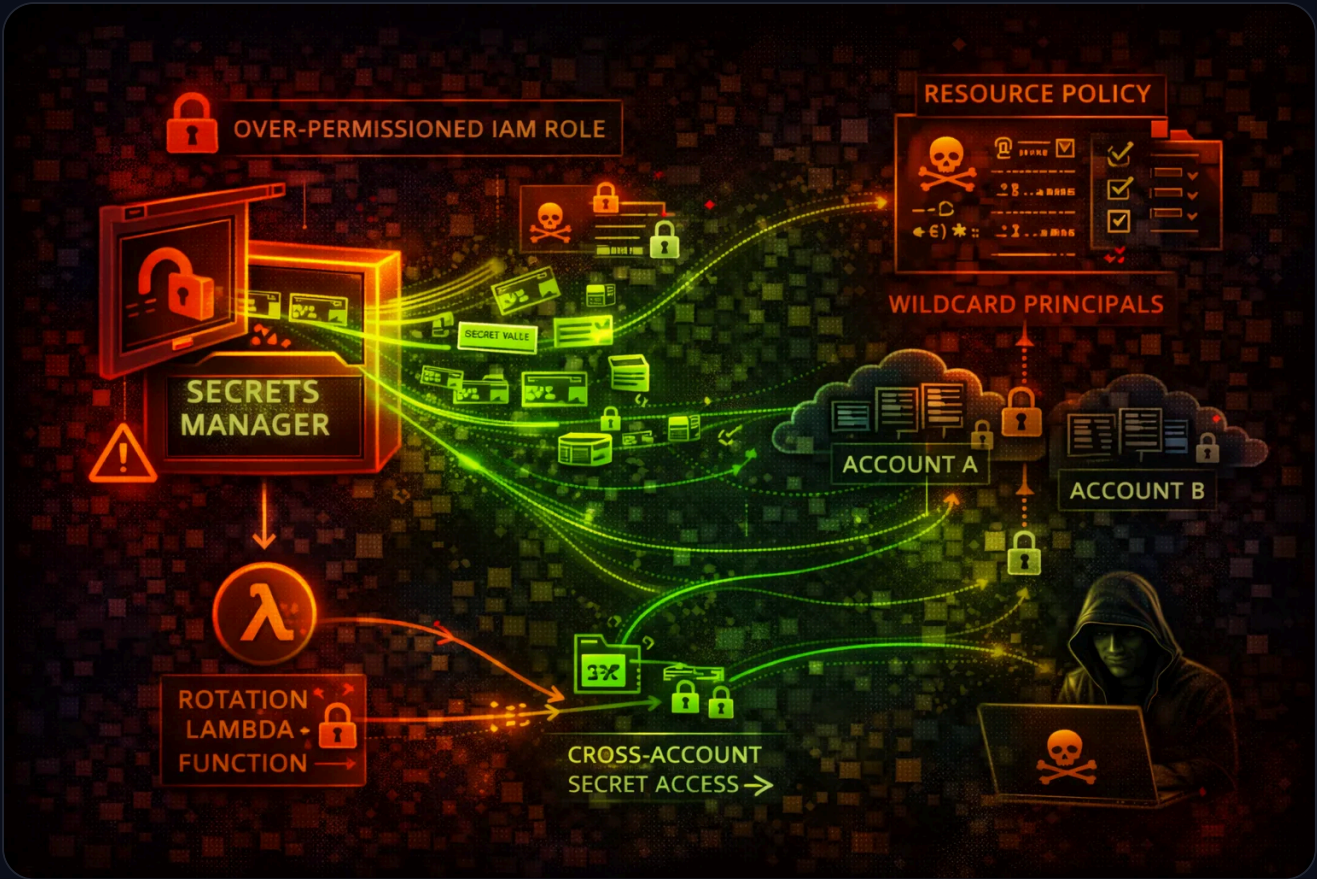 OVER-PERMISSIONED IAM ROLE
RESOURCE POLICY
WILDCARD PRINCIPALS
SECRET VALUE
SECRETS
MANAGER
ACCOUNT A
ACCOUNT B
ROTATION
LAMBDA
FUNCTION
λ
CROSS-ACCOUNT
SECRET ACCESS